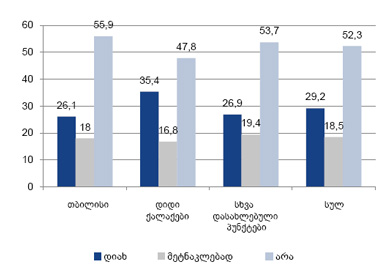 60
50
40
30
20
10
0
26,1 18 55,9 35,4 16,8 47,8 26,9 19,4 53,7 29,2 18,5 52,3
თბილისი დიდი ქალაქები სხვა დასახლებული პუნქტები სულ
დიახ მეტნაკლებად არა